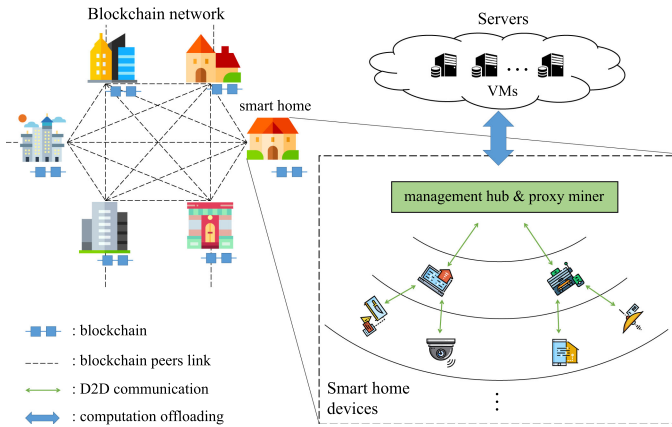 Blockchain network
Servers
VMs
smart home
management hub & proxy miner
: blockchain
: blockchain peers link
: D2D communication
: computation offloading
Smart home
devices